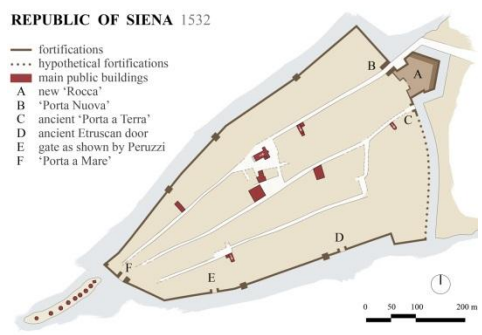 REPUBLIC OF SIENA 1532
fortifications
hypothetical fortifications
main public buildings
A new 'Rocca'
B 'Porta Nuova'
C ancient 'Porta a Terra'
D ancient Etruscan door
E gate as shown by Peruzzi
F 'Porta a Mare'
B
A
C
D
F
E
0 50 100 200 m